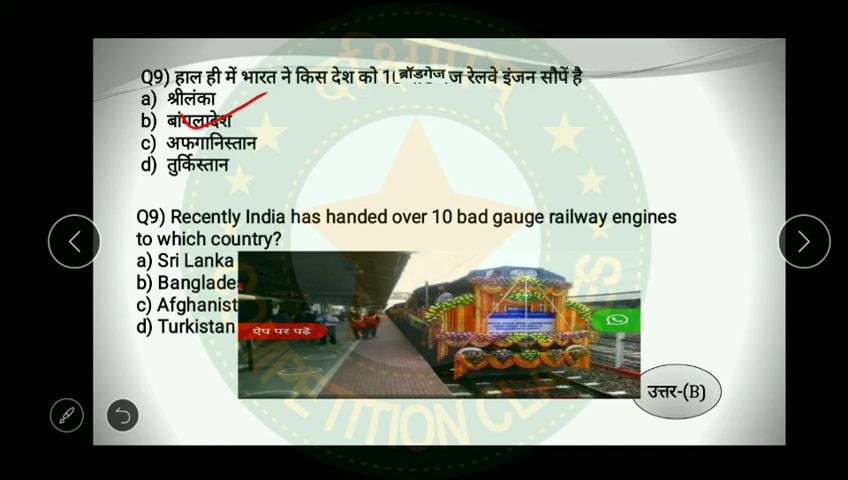 Q9) हाल ही में भारत ने किस देश को 10 ब्रॉडगेज ज रेलवे इंजन सौपें है
a) श्रीलंका
b) बांगलादेश
c) अफगानिस्तान
d) तुर्किस्तान
Q9) Recently India has handed over 10 bad gauge railway engines
to which country?
a) Sri Lanka
b) Banglade
c) Afghanist
d) Turkistan
ऐप पर पढ़ें
उत्तर-(B)